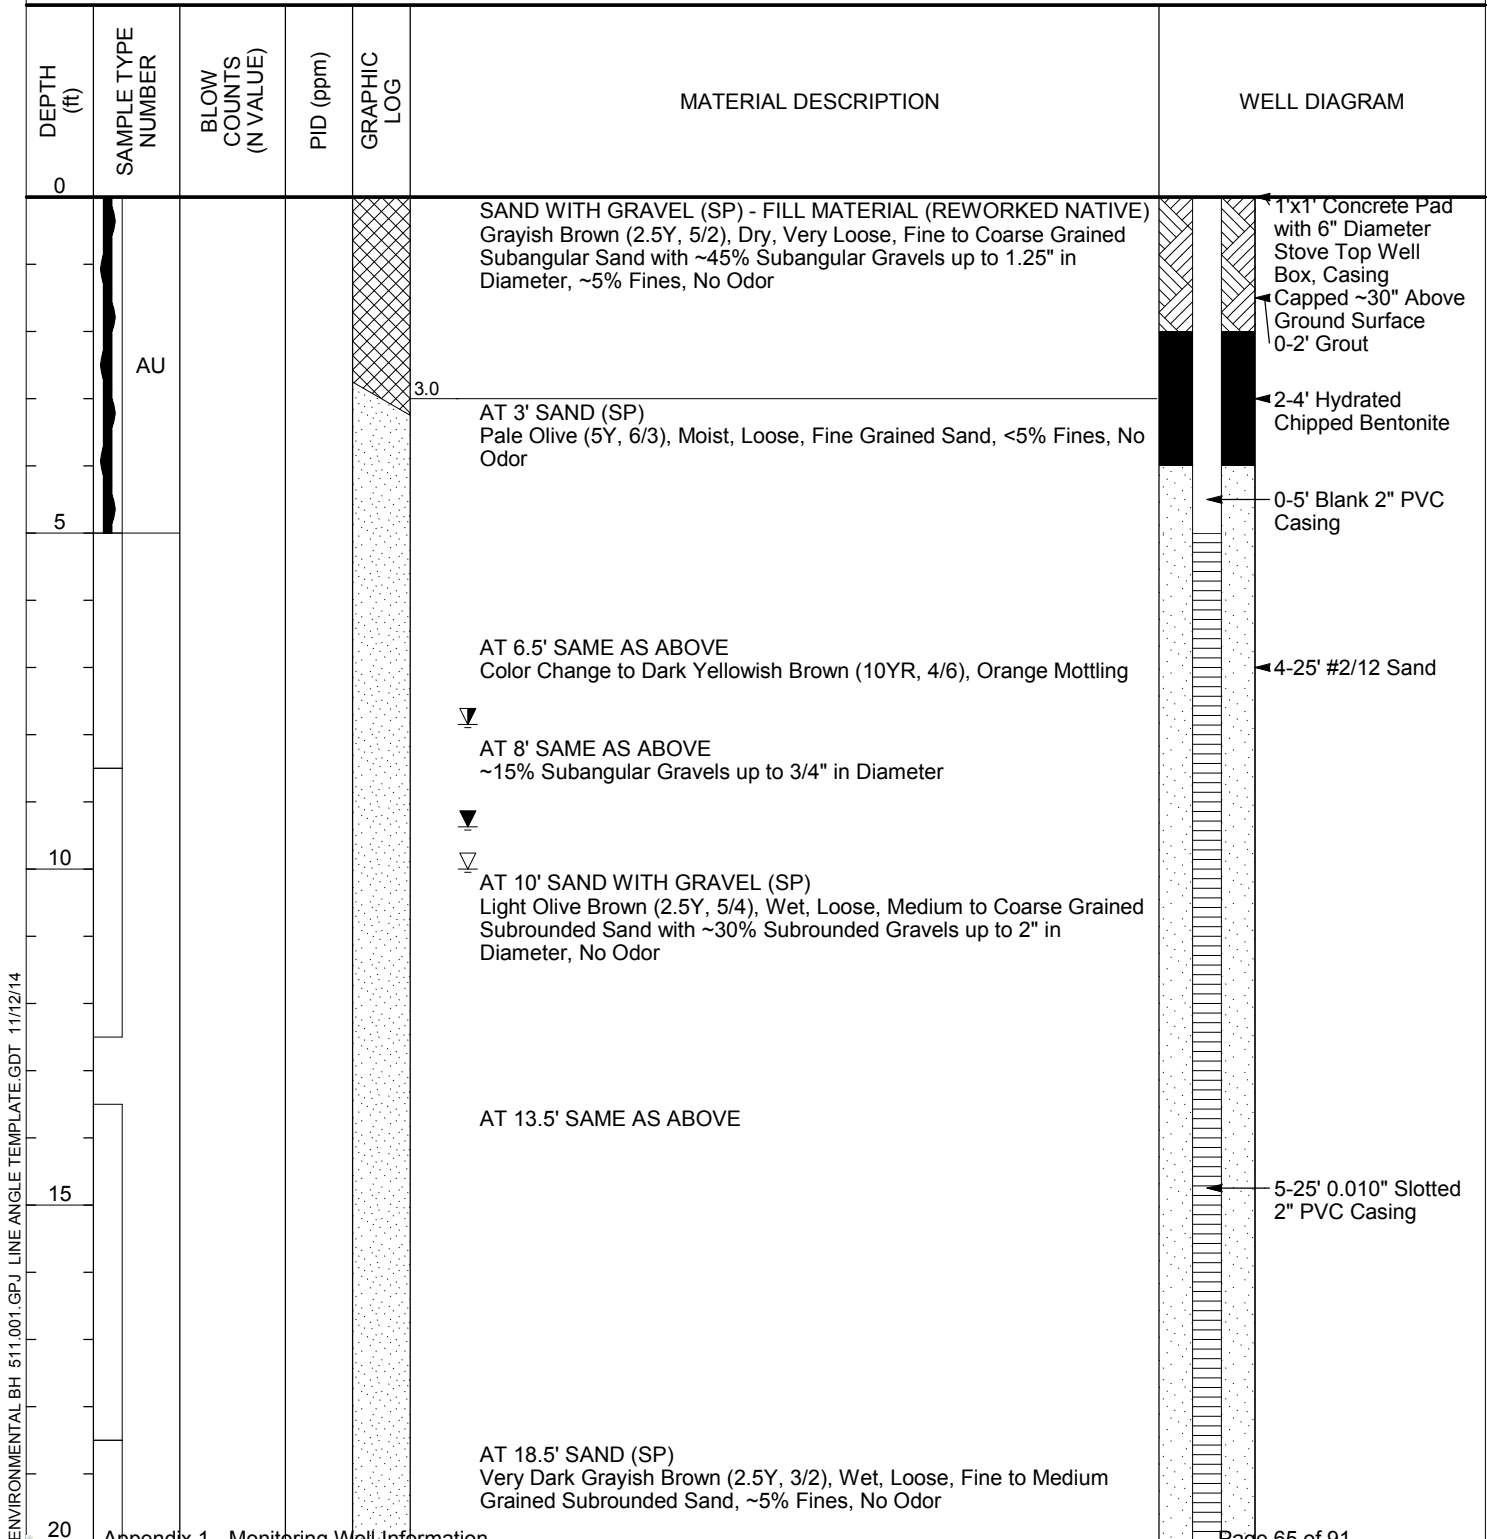 DEPTH
(ft)
SAMPLE TYPE
NUMBER
BLOW
COUNTS
(N VALUE)
PID (ppm)
GRAPHIC
LOG
MATERIAL DESCRIPTION
WELL DIAGRAM
0
SAND WITH GRAVEL (SP) - FILL MATERIAL (REWORKED NATIVE)
Grayish Brown (2.5Y, 5/2), Dry, Very Loose, Fine to Coarse Grained
Subangular Sand with ~45% Subangular Gravels up to 1.25" in
Diameter, ~5% Fines, No Odor
1'x1' Concrete Pad
with 6" Diameter
Stove Top Well
Box, Casing
Capped ~30" Above
Ground Surface
0-2' Grout
AU
3.0
AT 3' SAND (SP)
Pale Olive (5Y, 6/3), Moist, Loose, Fine Grained Sand, <5% Fines, No
Odor
2-4' Hydrated
Chipped Bentonite
0-5' Blank 2" PVC
Casing
5
AT 6.5' SAME AS ABOVE
Color Change to Dark Yellowish Brown (10YR, 4/6), Orange Mottling
4-25' #2/12 Sand
AT 8' SAME AS ABOVE
~15% Subangular Gravels up to 3/4" in Diameter
10
AT 10' SAND WITH GRAVEL (SP)
Light Olive Brown (2.5Y, 5/4), Wet, Loose, Medium to Coarse Grained
Subrounded Sand with ~30% Subrounded Gravels up to 2" in
Diameter, No Odor
AT 13.5' SAME AS ABOVE
15
5-25' 0.010" Slotted
2" PVC Casing
AT 18.5' SAND (SP)
Very Dark Grayish Brown (2.5Y, 3/2), Wet, Loose, Fine to Medium
Grained Subrounded Sand, ~5% Fines, No Odor
20
ENVIRONMENTAL BH 511.001.GPJ LINE ANGLE TEMPLATE.GDT 11/12/14
Appendix 1 - Monitoring Well Information
Page 65 of 91